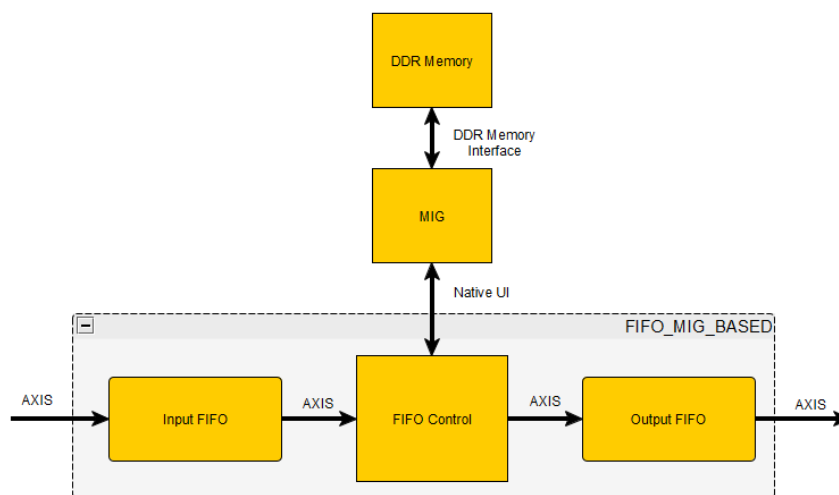 DDR Memory
DDR Memory
Interface
MIG
Native UI
FIFO_MIG_BASED
AXIS
Input FIFO
AXIS
FIFO Control
AXIS
Output FIFO
AXIS